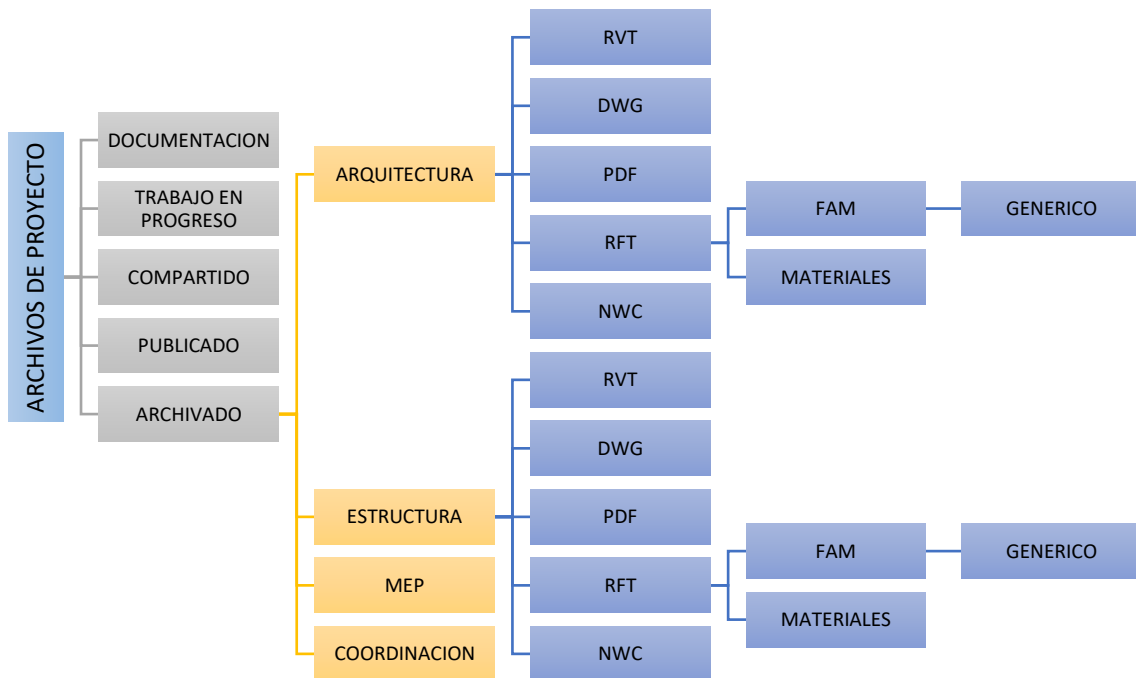 ARCHIVOS DE PROYECTO
DOCUMENTACION
TRABAJO EN
PROGRESO
COMPARTIDO
PUBLICADO
ARCHIVADO
ARQUITECTURA
RVT
DWG
PDF
RFT
FAM
GENERICO
MATERIALES
NWC
ESTRUCTURA
RVT
DWG
PDF
RFT
FAM
GENERICO
MATERIALES
NWC
MEP
COORDINACION